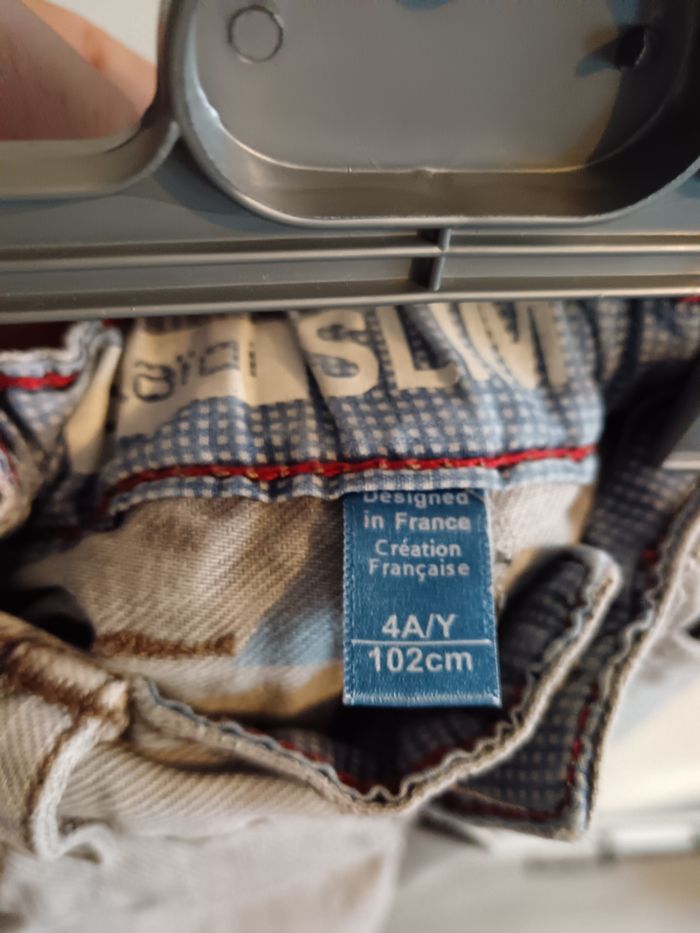 SLIM
Designed
in France
Création
Française
4A/Y
102cm